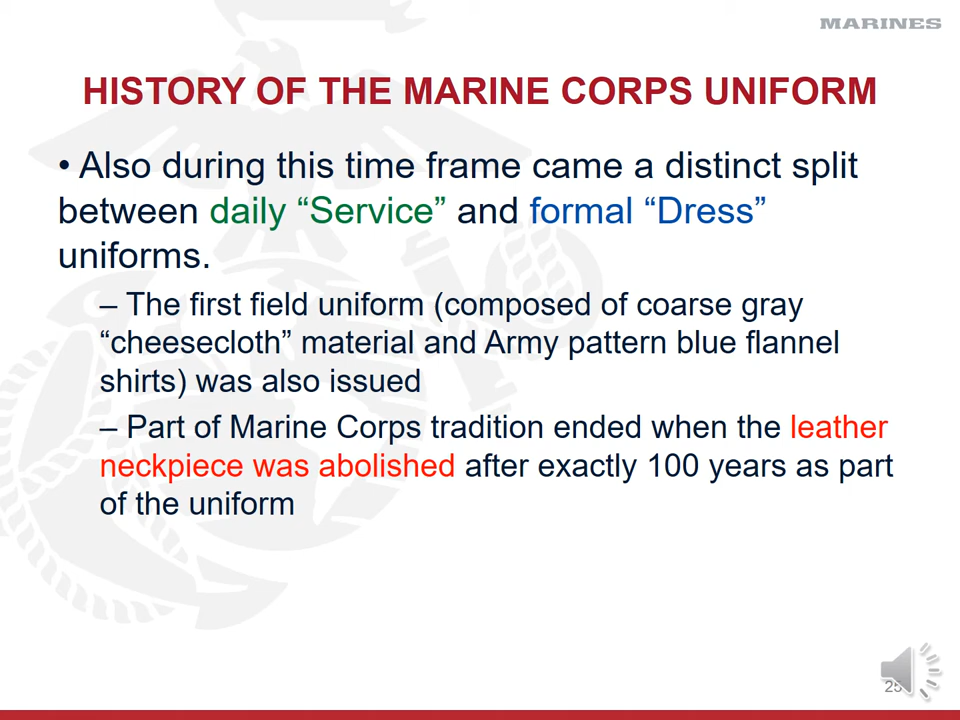 MARINES
HISTORY OF THE MARINE CORPS UNIFORM
• Also during this time frame came a distinct split
between daily “Service” and formal “Dress”
uniforms.
– The first field uniform (composed of coarse gray
“cheesecloth” material and Army pattern blue flannel
shirts) was also issued
– Part of Marine Corps tradition ended when the leather
neckpiece was abolished after exactly 100 years as part
of the uniform